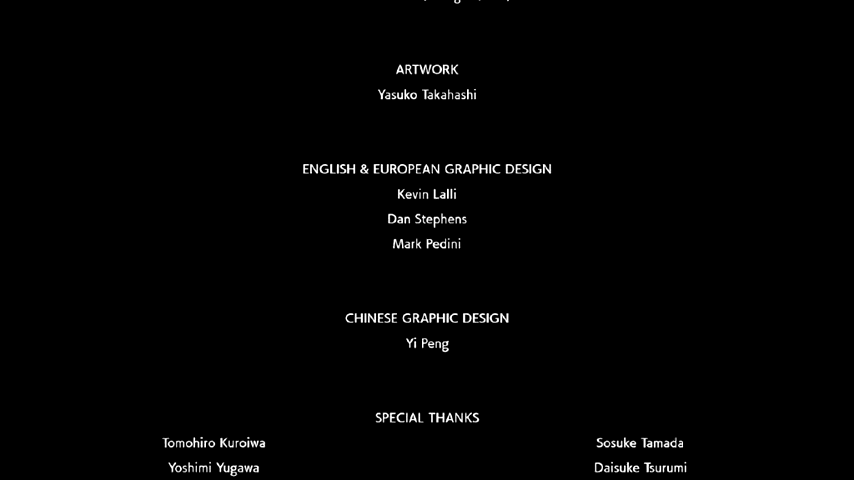 ARTWORK
Yasuko Takahashi
ENGLISH & EUROPEAN GRAPHIC DESIGN
Kevin Lalli
Dan Stephens
Mark Pedini
CHINESE GRAPHIC DESIGN
Yi Peng
SPECIAL THANKS
Tomohiro Kuroiwa Sosuke Tamada
Yoshimi Yugawa Daisuke Tsurumi